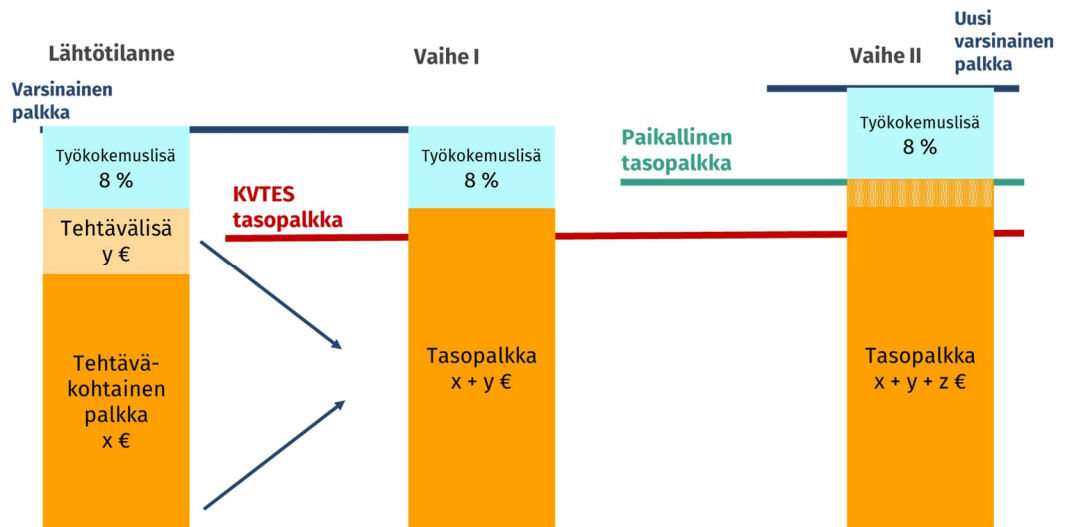 Lähtötilanne
Vaihe I
Vaihe II
Uusi
varsinainen
palkka
Varsinainen
palkka
Työkokemuslisä
8 %
Tehtävälisä
y €
Tehtävä-
kohtainen
palkka
x €
KVTES
tasopalkka
Työkokemuslisä
8 %
Tasopalkka
x + y €
Paikallinen
tasopalkka
Työkokemuslisä
8 %
Tasopalkka
x + y + z €